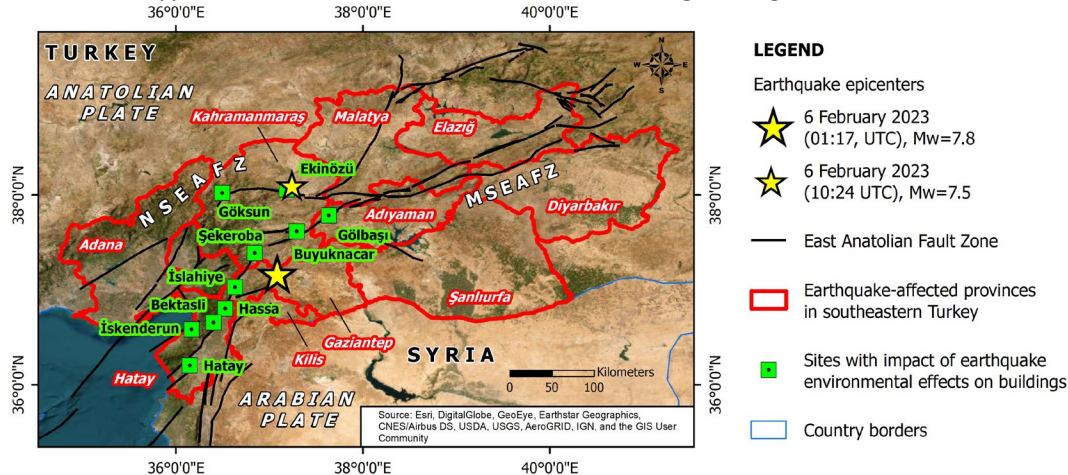 36°0'0"E 38°0'0"E 40°0'0"E
TURKEY
ANATOLIAN
PLATE
N
W E
S
Kahramanmaraş
Malatya
Elazığ
Ekinözü
NSEAFZ
MSEAFZ
Göksun
Adıyaman
Diyarbakır
Adana
Şekeroba
Gölbaşı
Buyuknacar
İslahiye
Şanlıurfa
Bektasli
Hassa
İskenderun
Gaziantep
Kilis
SYRIA
Hatay
Hatay
Kilometers
0 50 100
ARABIAN
PLATE
Source: Esri, DigitalGlobe, GeoEye, Earthstar Geographics,
CNES/Airbus DS, USDA, USGS, AeroGRID, IGN, and the GIS User
Community
38°0'0"N
36°0'0"N
38°0'0"N
36°0'0"N
36°0'0"E 38°0'0"E 40°0'0"E
LEGEND
Earthquake epicenters
6 February 2023
(01:17, UTC), Mw=7.8
6 February 2023
(10:24 UTC), Mw=7.5
East Anatolian Fault Zone
Earthquake-affected provinces
in southeastern Turkey
Sites with impact of earthquake
environmental effects on buildings
Country borders